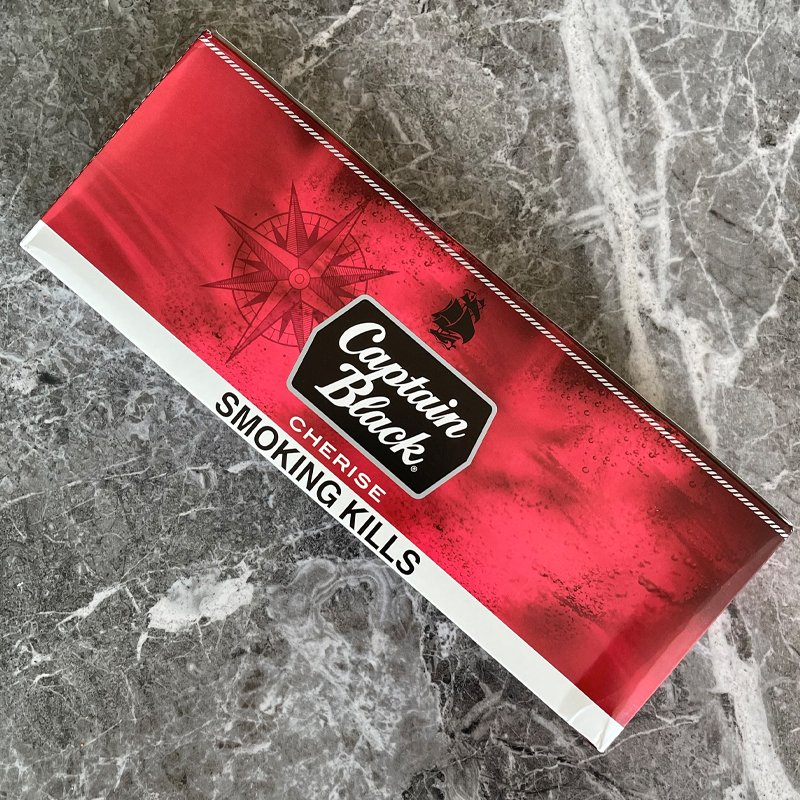 Captain
Black®
CHERISE
SMOKING KILLS